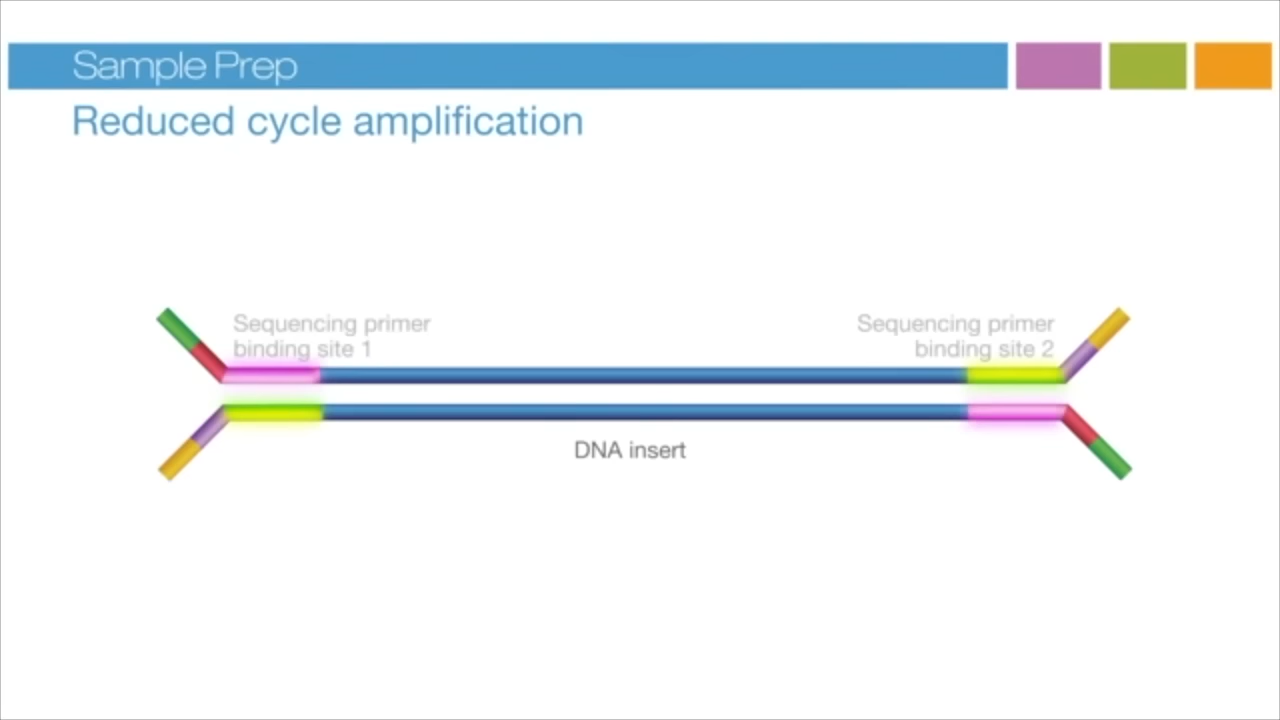 Sample Prep
Reduced cycle amplification
Sequencing primer
binding site 1
Sequencing primer
binding site 2
DNA insert